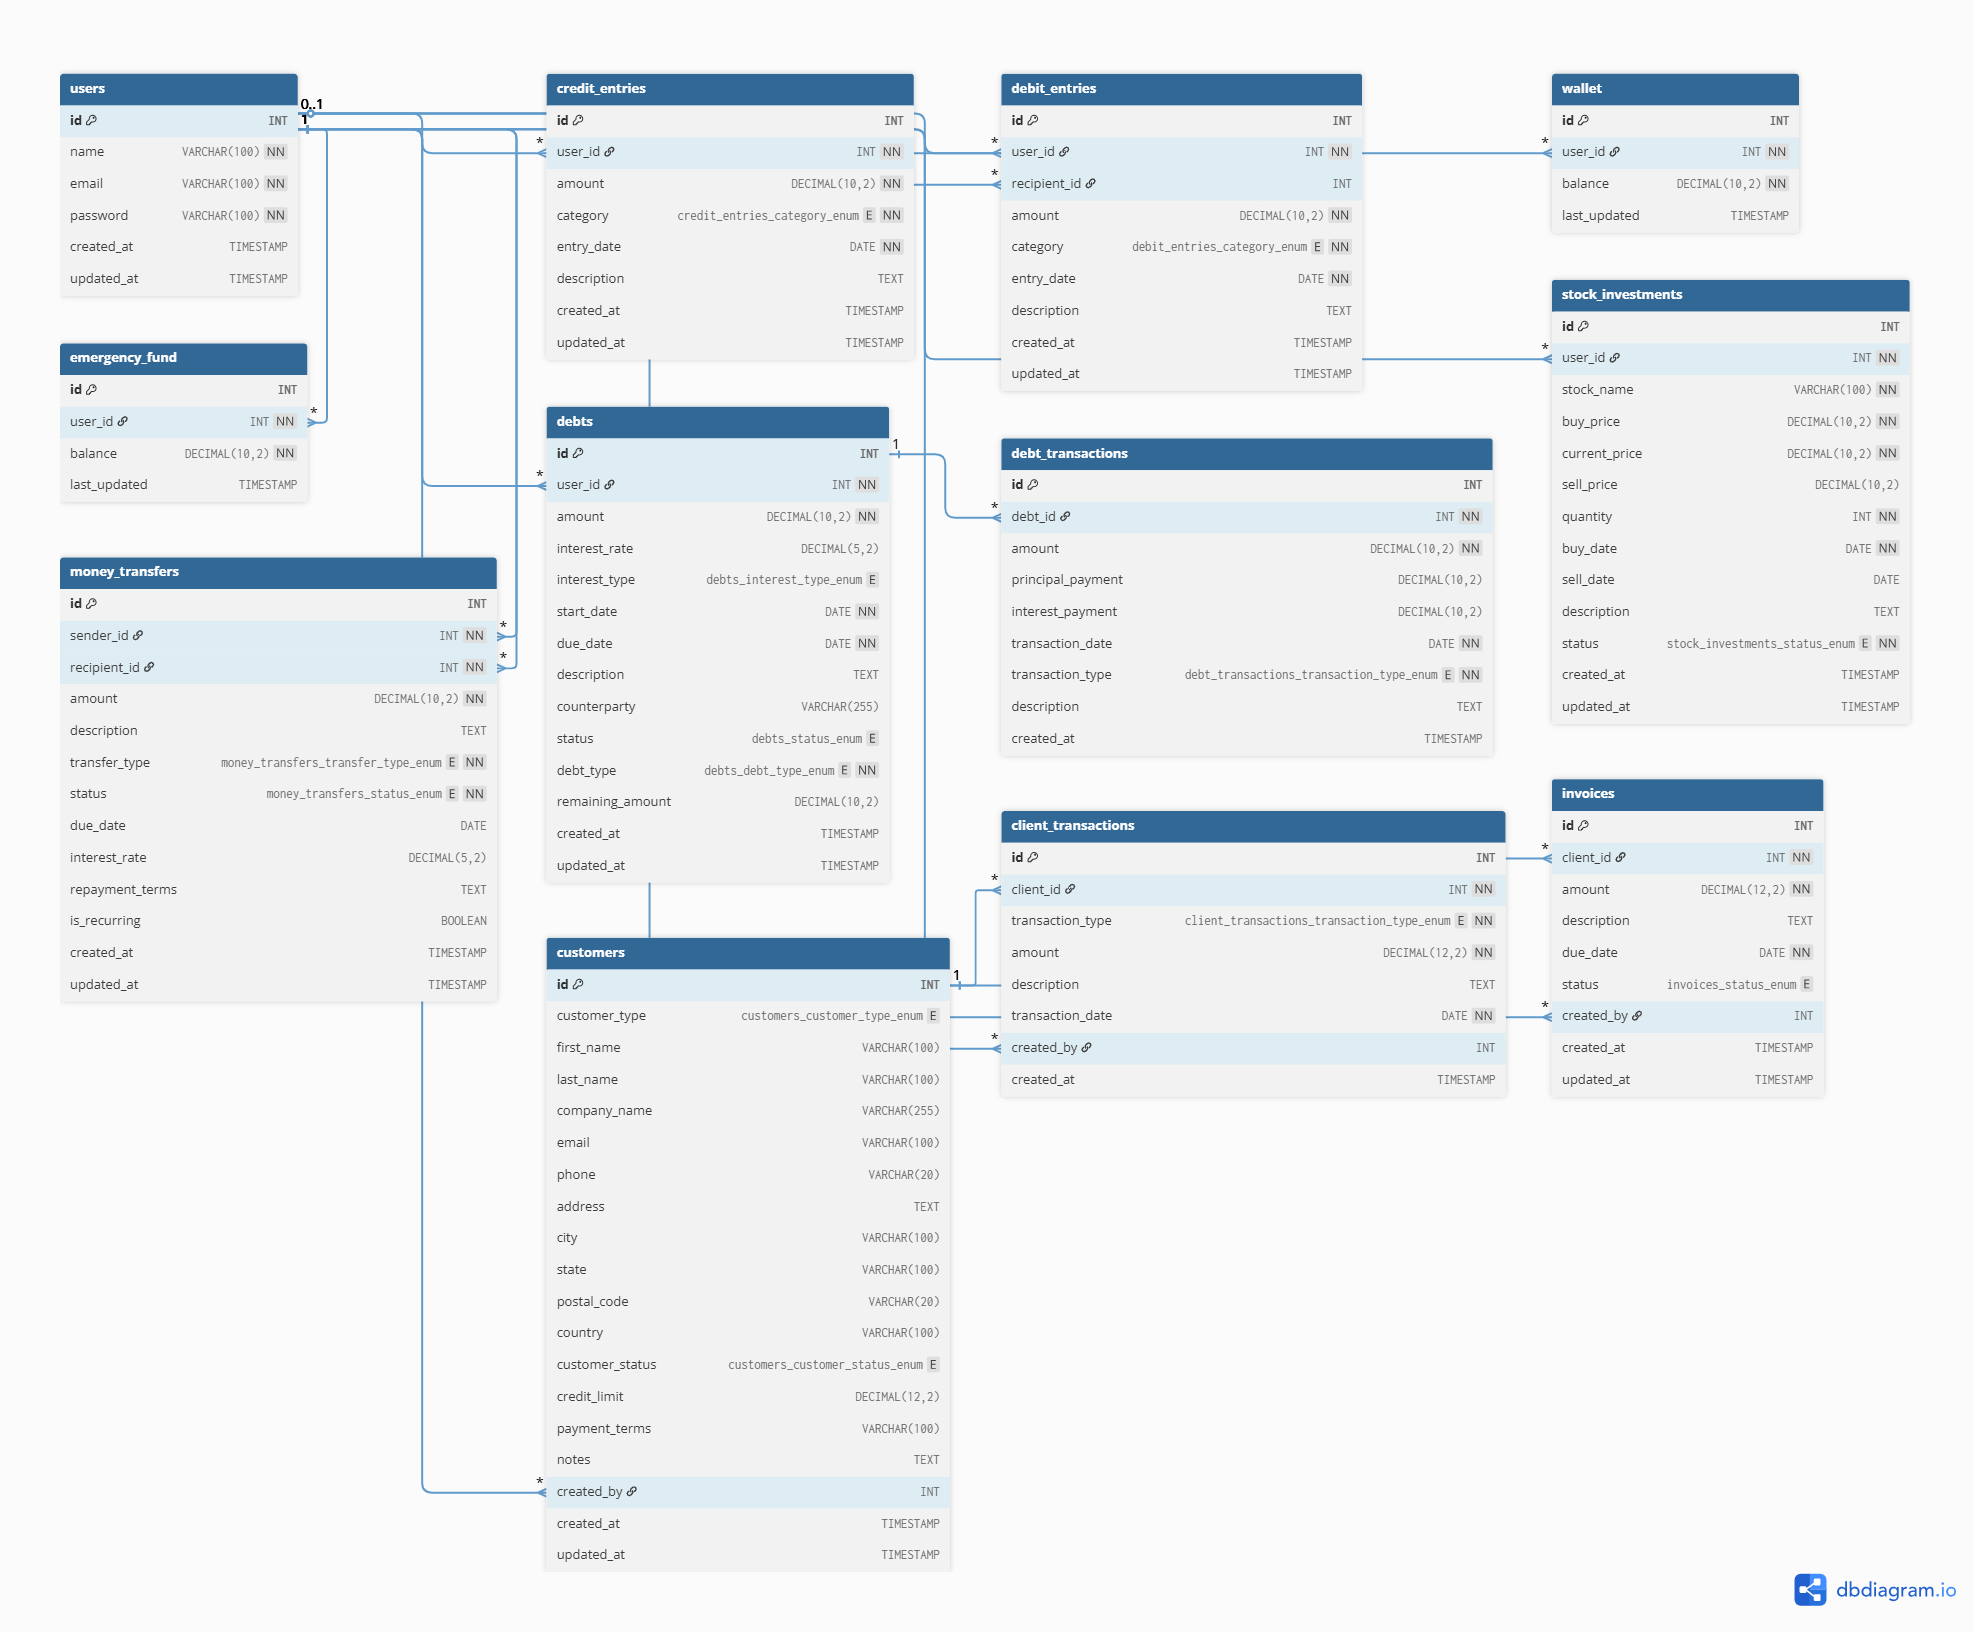 users
id INT
name VARCHAR(100) NN
email VARCHAR(100) NN
password VARCHAR(100) NN
created_at TIMESTAMP
updated_at TIMESTAMP
0..1
1
emergency_fund
id INT
user_id INT NN
balance DECIMAL(10,2) NN
last_updated TIMESTAMP
*
money_transfers
id INT
sender_id INT NN
recipient_id INT NN
amount DECIMAL(10,2) NN
description TEXT
transfer_type money_transfers_transfer_type_enum E NN
status money_transfers_status_enum E NN
due_date DATE
interest_rate DECIMAL(5,2)
repayment_terms TEXT
is_recurring BOOLEAN
created_at TIMESTAMP
updated_at TIMESTAMP
*
*
credit_entries
id INT
* user_id INT NN
amount DECIMAL(10,2) NN
category credit_entries_category_enum E NN
entry_date DATE NN
description TEXT
created_at TIMESTAMP
updated_at TIMESTAMP
debts
id INT 1
* user_id INT NN
amount DECIMAL(10,2) NN
interest_rate DECIMAL(5,2)
interest_type debts_interest_type_enum E
start_date DATE NN
due_date DATE NN
description TEXT
counterparty VARCHAR(255)
status debts_status_enum E
debt_type debts_debt_type_enum E NN
remaining_amount DECIMAL(10,2)
created_at TIMESTAMP
updated_at TIMESTAMP
customers
id INT 1
customer_type customers_customer_type_enum E
first_name VARCHAR(100)
last_name VARCHAR(100)
company_name VARCHAR(255)
email VARCHAR(100)
phone VARCHAR(20)
address TEXT
city VARCHAR(100)
state VARCHAR(100)
postal_code VARCHAR(20)
country VARCHAR(100)
customer_status customers_customer_status_enum E
credit_limit DECIMAL(12,2)
payment_terms VARCHAR(100)
notes TEXT
* created_by INT
created_at TIMESTAMP
updated_at TIMESTAMP
debit_entries
id INT
* user_id INT NN
* recipient_id INT
amount DECIMAL(10,2) NN
category debit_entries_category_enum E NN
entry_date DATE NN
description TEXT
created_at TIMESTAMP
updated_at TIMESTAMP
debt_transactions
id INT
* debt_id INT NN
amount DECIMAL(10,2) NN
principal_payment DECIMAL(10,2)
interest_payment DECIMAL(10,2)
transaction_date DATE NN
transaction_type debt_transactions_transaction_type_enum E NN
description TEXT
created_at TIMESTAMP
client_transactions
id INT
* client_id INT NN
transaction_type client_transactions_transaction_type_enum E NN
amount DECIMAL(12,2) NN
description TEXT
transaction_date DATE NN
* created_by INT
created_at TIMESTAMP
wallet
id INT
* user_id INT NN
balance DECIMAL(10,2) NN
last_updated TIMESTAMP
stock_investments
id INT
* user_id INT NN
stock_name VARCHAR(100) NN
buy_price DECIMAL(10,2) NN
current_price DECIMAL(10,2) NN
sell_price DECIMAL(10,2)
quantity INT NN
buy_date DATE NN
sell_date DATE
description TEXT
status stock_investments_status_enum E NN
created_at TIMESTAMP
updated_at TIMESTAMP
invoices
id INT
* client_id INT NN
amount DECIMAL(12,2) NN
description TEXT
due_date DATE NN
status invoices_status_enum E
* created_by INT
created_at TIMESTAMP
updated_at TIMESTAMP
dbdiagram.io